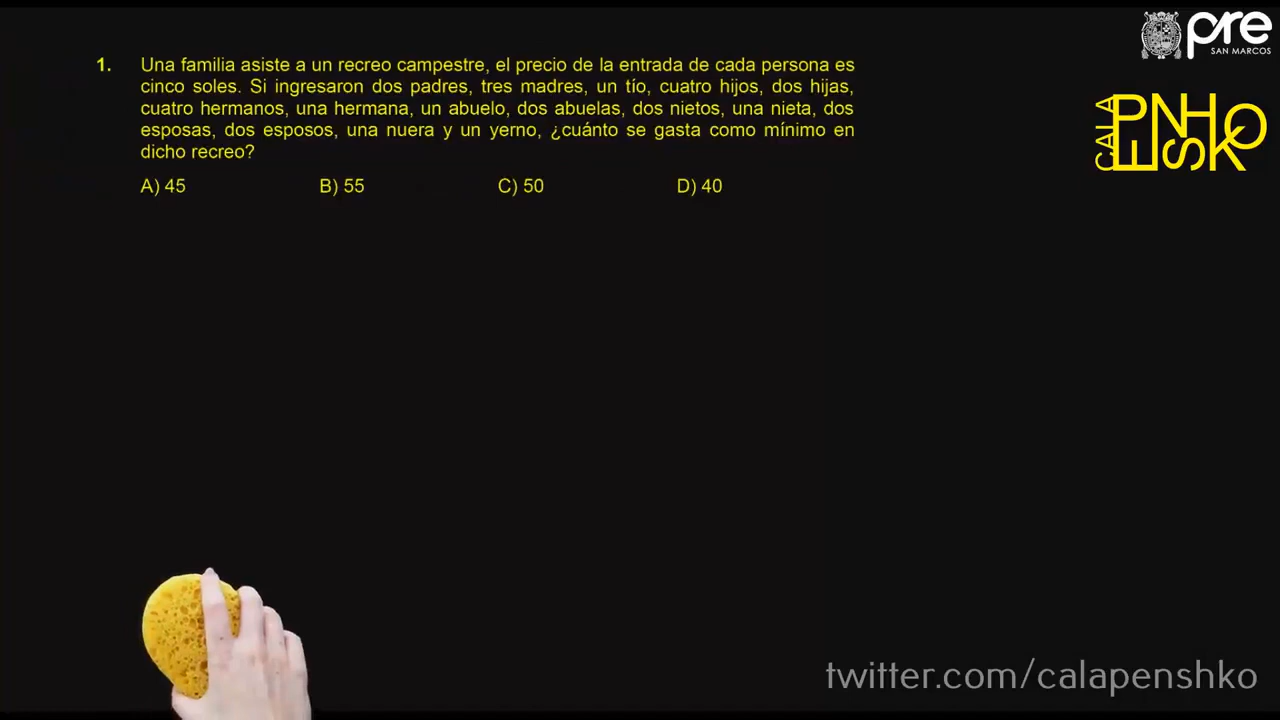 pre
SAN MARCOS
1. Una familia asiste a un recreo campestre, el precio de la entrada de cada persona es
cinco soles. Si ingresaron dos padres, tres madres, un tío, cuatro hijos, dos hijas,
cuatro hermanos, una hermana, un abuelo, dos abuelas, dos nietos, una nieta, dos
esposas, dos esposos, una nuera y un yerno, ¿cuánto se gasta como mínimo en
dicho recreo?
A) 45 B) 55 C) 50 D) 40
CALA
PENSHKO
twitter.com/calapenshko